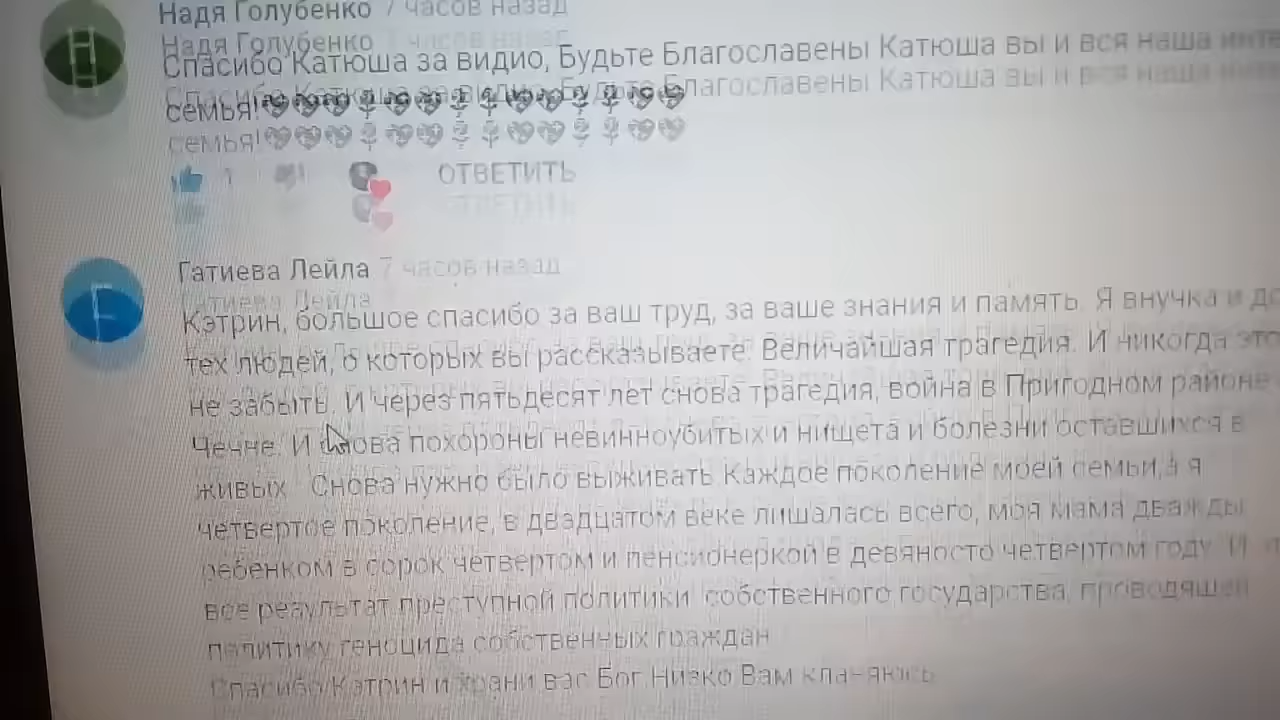 Надя Голубенко 7 часов назад
Спасибо Катюша за видио, Будьте Благославены Катюша вы и вся наша
семья!
1 ОТВЕТИТЬ
Гатиева Лейла 7 часов назад
Кэтрин, большое спасибо за ваш труд, за ваше знания и память. Я внучка и
тех людей, о которых вы рассказываете. Величайшая трагедия. И никогда это
не забыть. И через пятьдесят лет снова трагедия, война в Пригодном районе
Чечне. И снова похороны невинноубитых и нищета и болезни оставшихся в
живых. Снова нужно было выживать. Каждое поколение моей семьи, а я
четвертое поколение, в двадцатом веке лишалась всего, моя мама дважды
ребенком в сорок четвертом и пенсионеркой в девяносто четвертом году. И
все результат преступной политики собственного государства, проводящей
политику геноцида собственных граждан
Спасибо Кэтрин и храни вас Бог. Низко Вам кланяюсь